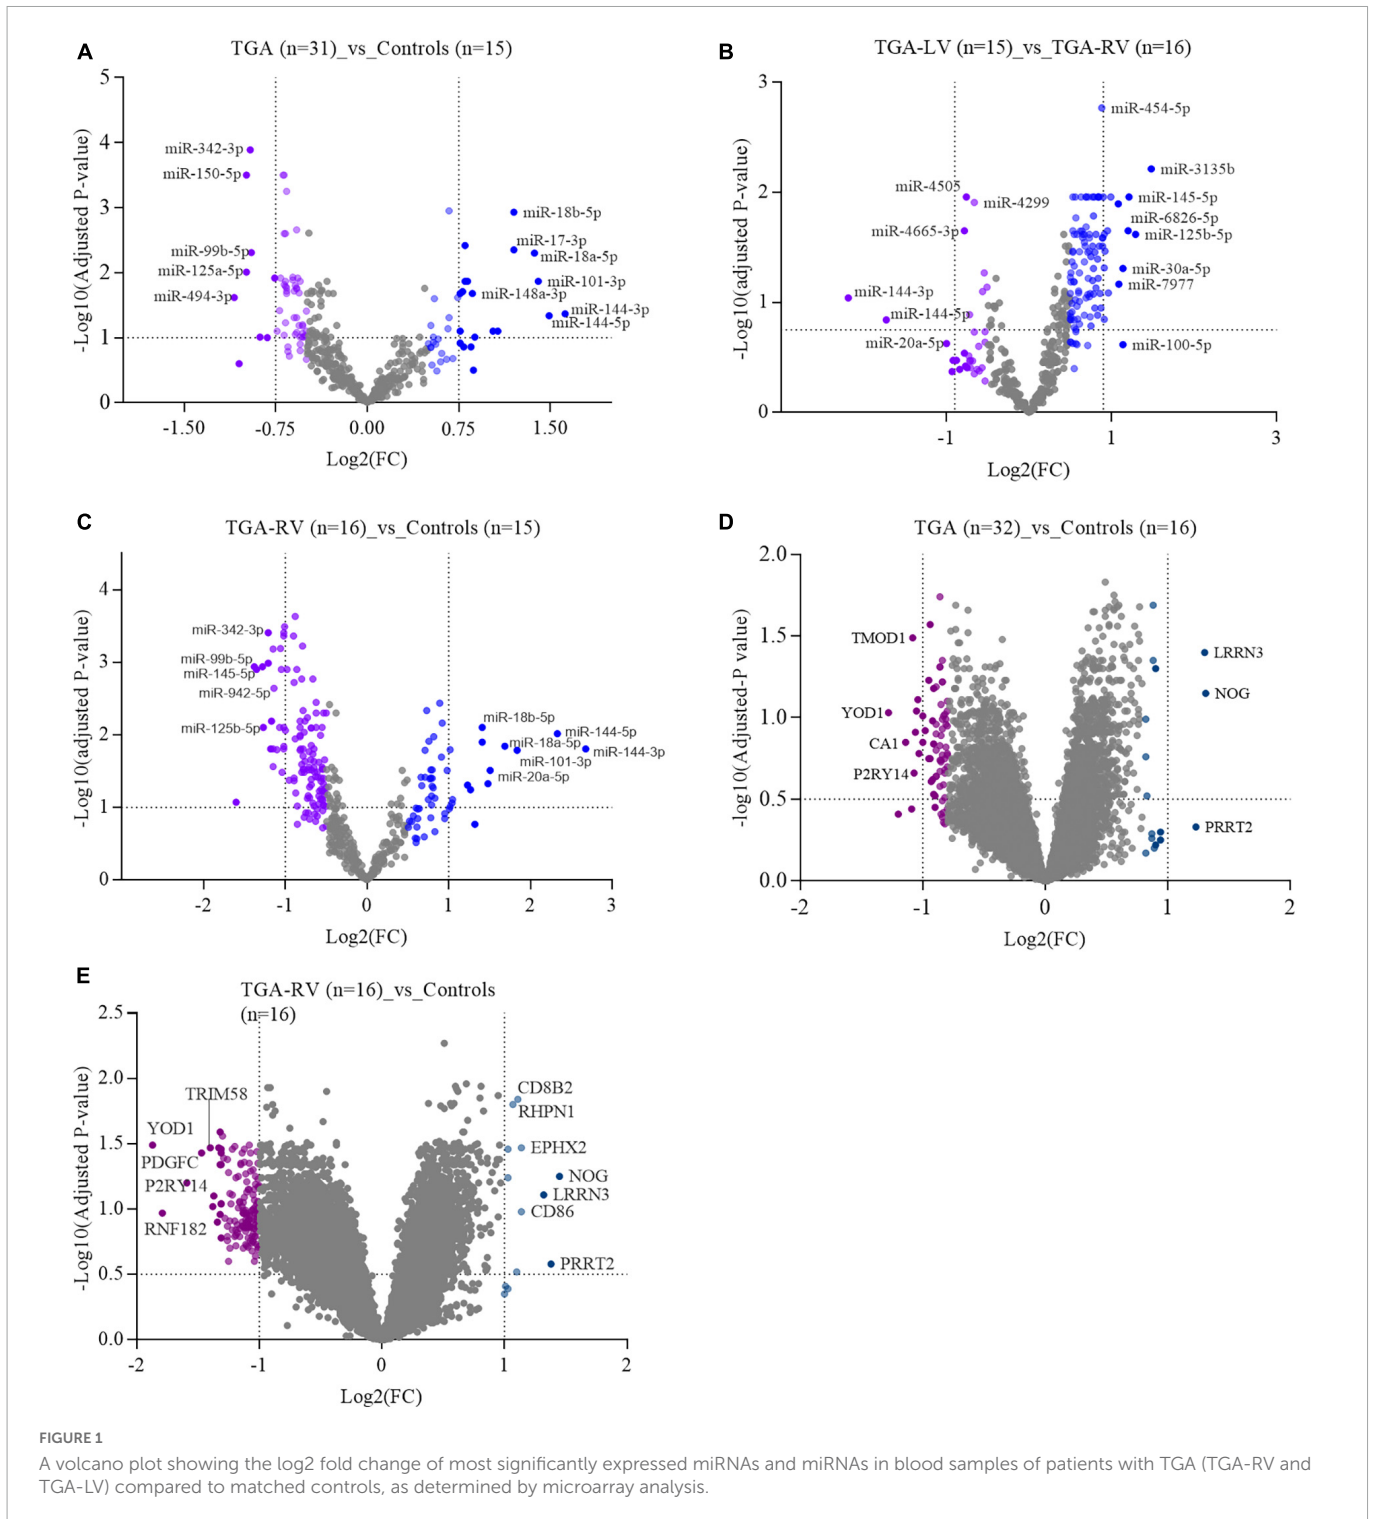 A
TGA (n=31)_vs_Controls (n=15)
-Log10(Adjusted P-value)
5
4
3
2
1
0
miR-342-3p
miR-150-5p
miR-99b-5p
miR-125a-5p
miR-494-3p
miR-18b-5p
miR-17-3p
miR-18a-5p
miR-101-3p
miR-148a-3p
miR-144-3p
miR-144-5p
-1.50
-0.75
0.00
0.75
1.50
Log2(FC)
B
TGA-LV (n=15)_vs_TGA-RV (n=16)
-Log10(adjusted P-value)
3
2
1
0
miR-454-5p
miR-3135b
miR-4505
miR-4299
miR-145-5p
miR-6826-5p
miR-4665-3p
miR-125b-5p
miR-30a-5p
miR-7977
miR-144-3p
miR-144-5p
miR-20a-5p
miR-100-5p
-1
1
3
Log2(FC)
C
TGA-RV (n=16)_vs_Controls (n=15)
-Log10(adjusted P-value)
4
3
2
1
0
miR-342-3p
miR-99b-5p
miR-145-5p
miR-942-5p
miR-125b-5p
miR-18b-5p
miR-144-5p
miR-18a-5p
miR-144-3p
miR-101-3p
miR-20a-5p
-2
-1
0
1
2
3
Log2(FC)
D
TGA (n=32)_vs_Controls (n=16)
-log10(Adjusted-P value)
2.0
1.5
1.0
0.5
0.0
TMOD1
LRRN3
NOG
YOD1
CA1
P2RY14
PRRT2
-2
-1
0
1
2
Log2(FC)
E
TGA-RV (n=16)_vs_Controls
(n=16)
-Log10(Adjusted P-value)
2.5
2.0
1.5
1.0
0.5
0.0
TRIM58
YOD1
PDGFC
P2RY14
RNF182
CD8B2
RHPN1
EPHX2
NOG
LRRN3
CD86
PRRT2
-2
-1
0
1
2
Log2(FC)
FIGURE 1
A volcano plot showing the log2 fold change of most significantly expressed miRNAs and miRNAs in blood samples of patients with TGA (TGA-RV and
TGA-LV) compared to matched controls, as determined by microarray analysis.